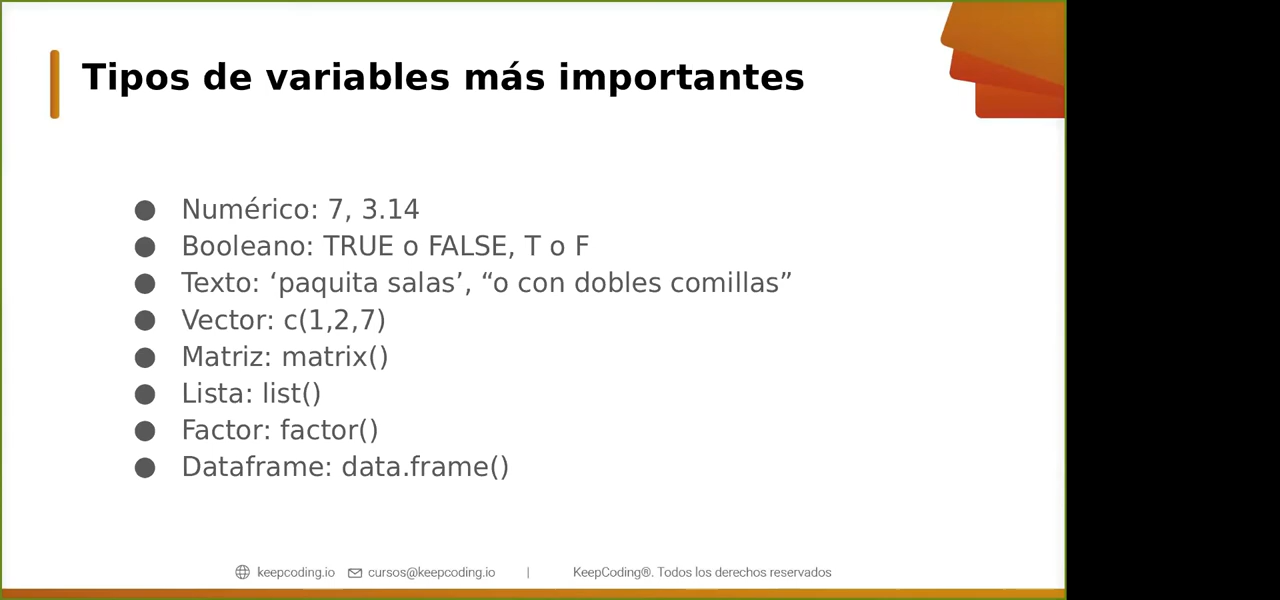 Tipos de variables más importantes
● Numérico: 7, 3.14
● Booleano: TRUE o FALSE, T o F
● Texto: ‘paquita salas’, “o con dobles comillas”
● Vector: c(1,2,7)
● Matriz: matrix()
● Lista: list()
● Factor: factor()
● Dataframe: data.frame()
keepcoding.io cursos@keepcoding.io | KeepCoding®. Todos los derechos reservados